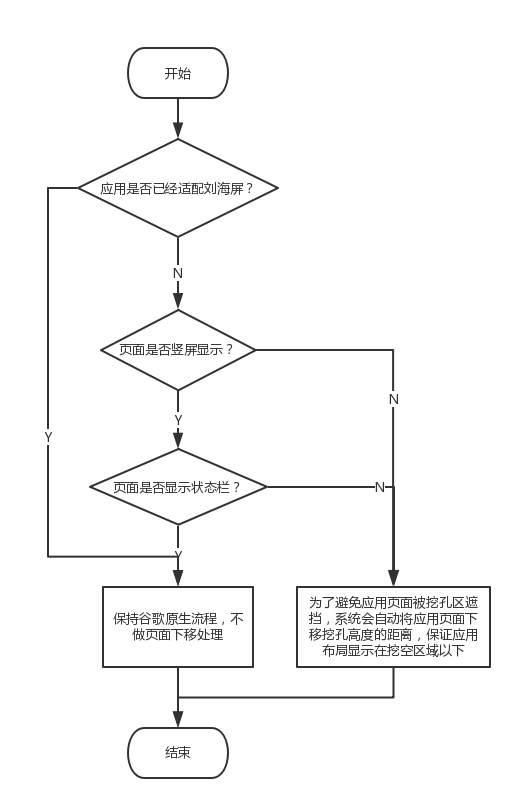 开始
应用是否已经适配刘海屏？
N
页面是否竖屏显示？
N
Y
Y
页面是否显示状态栏？
N
Y
保持谷歌原生流程，不
做页面下移处理
为了避免应用页面被挖孔区遮
挡，系统会自动将应用页面下
移挖孔高度的距离，保证应用
布局显示在挖空区域以下
结束